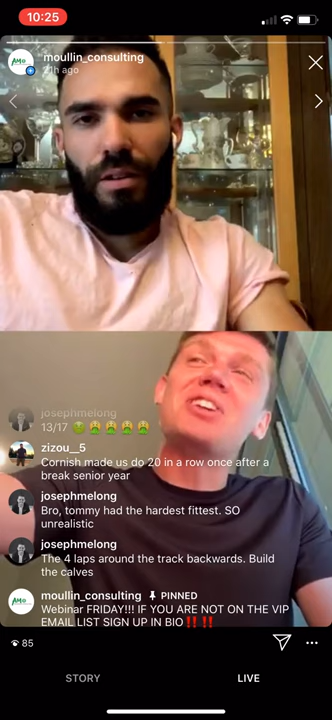 10:25
AMo
moullin_consulting
21h ago
josephmelong
13/17 🤢 🤮 🤮 🤮 🤮
zizou__5
Cornish made us do 20 in a row once after a
break senior year
josephmelong
Bro, tommy had the hardest fittest. SO
unrealistic
josephmelong
The 4 laps around the track backwards. Build
the calves
AMo
moullin_consulting PINNED
Webinar FRIDAY!!! IF YOU ARE NOT ON THE VIP
EMAIL LIST SIGN UP IN BIO‼️ ‼️
85
STORY
LIVE